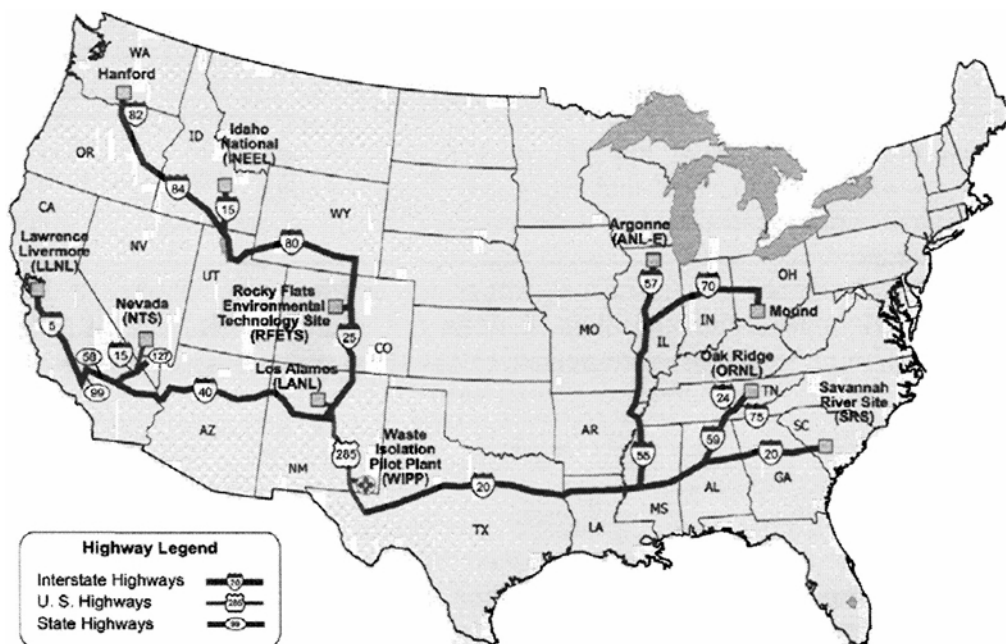 WA
Hanford
82
OR
ID
Idaho
National
(INEEL)
84
15
WY
80
CA
Lawrence
Livermore
(LLNL)
NV
UT
Nevada
(NTS)
5
58
15
127
99
Rocky Flats
Environmental
Technology Site
(RFETS)
25
CO
Los Alamos
(LANL)
40
AZ
NM
285
Waste
Isolation
Pilot Plant
(WIPP)
20
TX
Argonne
(ANL-E)
57
70
OH
Mound
MO
IL
IN
Oak Ridge
(ORNL)
24
TN
75
Savannah
River Site
(SRS)
SC
AR
55
59
20
GA
AL
MS
LA
Highway Legend
Interstate Highways
U. S. Highways
285
State Highways
99